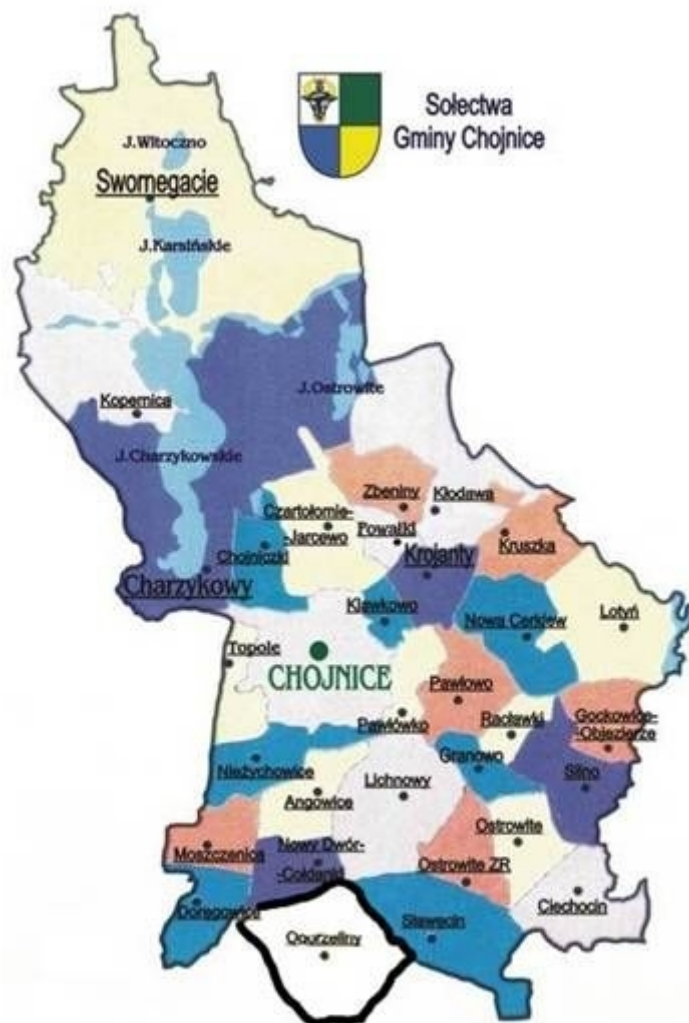 Sołectwa
Gminy Chojnice
J.Witoczno
Swornegacie
J.Karsińskie
J.Ostrowite
Kopernica
J.Charzykowskie
Zbeniny
Kłodawa
Czartołomie-
-Jarcewo
Powałki
Kruszka
Chojniczki
Krojanty
Charzykowy
Klawkowo
Nowa Cerkiew
Lotyń
Topole
CHOJNICE
Pawłowo
Pawłówko
Racławki
Gockowice-
-Objezierze
Nieżychowice
Granowo
Lichnowy
Silno
Angowice
Ostrowite
Moszczenica
Nowy Dwór-
-Cołdanki
Ostrowite ZR
Ciechocin
Doręgowice
Sławęcin
Ogorzeliny